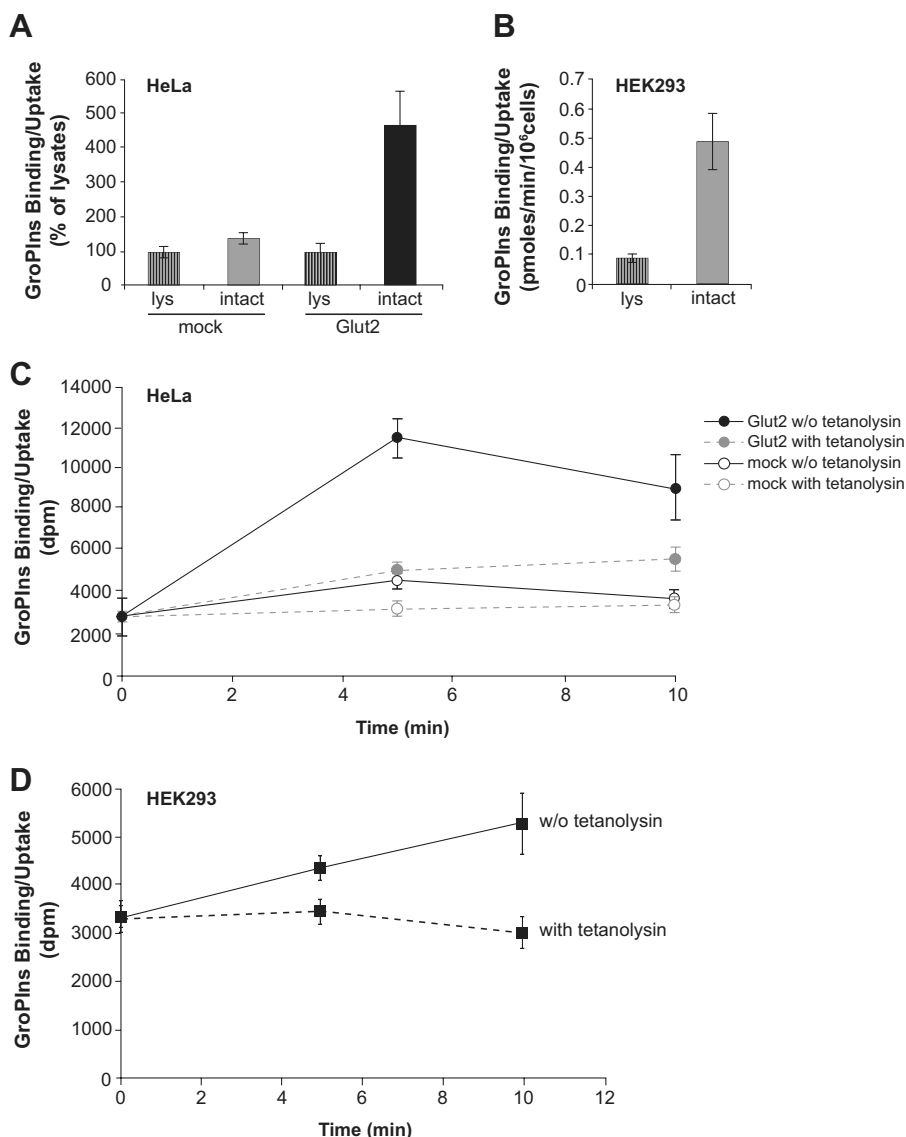 A
GroPIns Binding/Uptake
(% of lysates)
600
500
400
300
200
100
0
HeLa
lys
intact
lys
intact
mock
Glut2
B
GroPIns Binding/Uptake
(pmoles/min/10⁶cells)
0.7
0.6
0.5
0.4
0.3
0.2
0.1
0
HEK293
lys
intact
C
GroPIns Binding/Uptake
(dpm)
14000
12000
10000
8000
6000
4000
2000
0
HeLa
0
2
4
6
8
10
Time (min)
Glut2 w/o tetanolysin
Glut2 with tetanolysin
mock w/o tetanolysin
mock with tetanolysin
D
GroPIns Binding/Uptake
(dpm)
6000
5000
4000
3000
2000
1000
0
HEK293
w/o tetanolysin
with tetanolysin
0
2
4
6
8
10
12
Time (min)